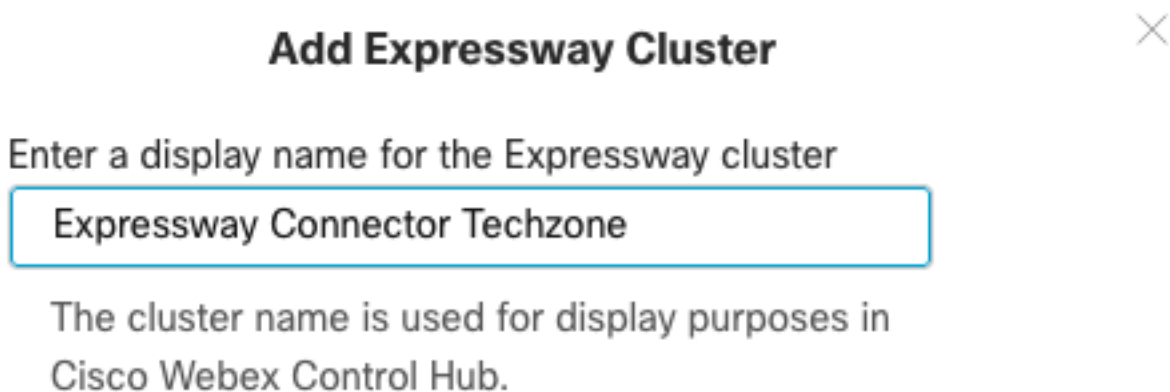 Add Expressway Cluster
Enter a display name for the Expressway cluster
Expressway Connector Techzone
The cluster name is used for display purposes in
Cisco Webex Control Hub.